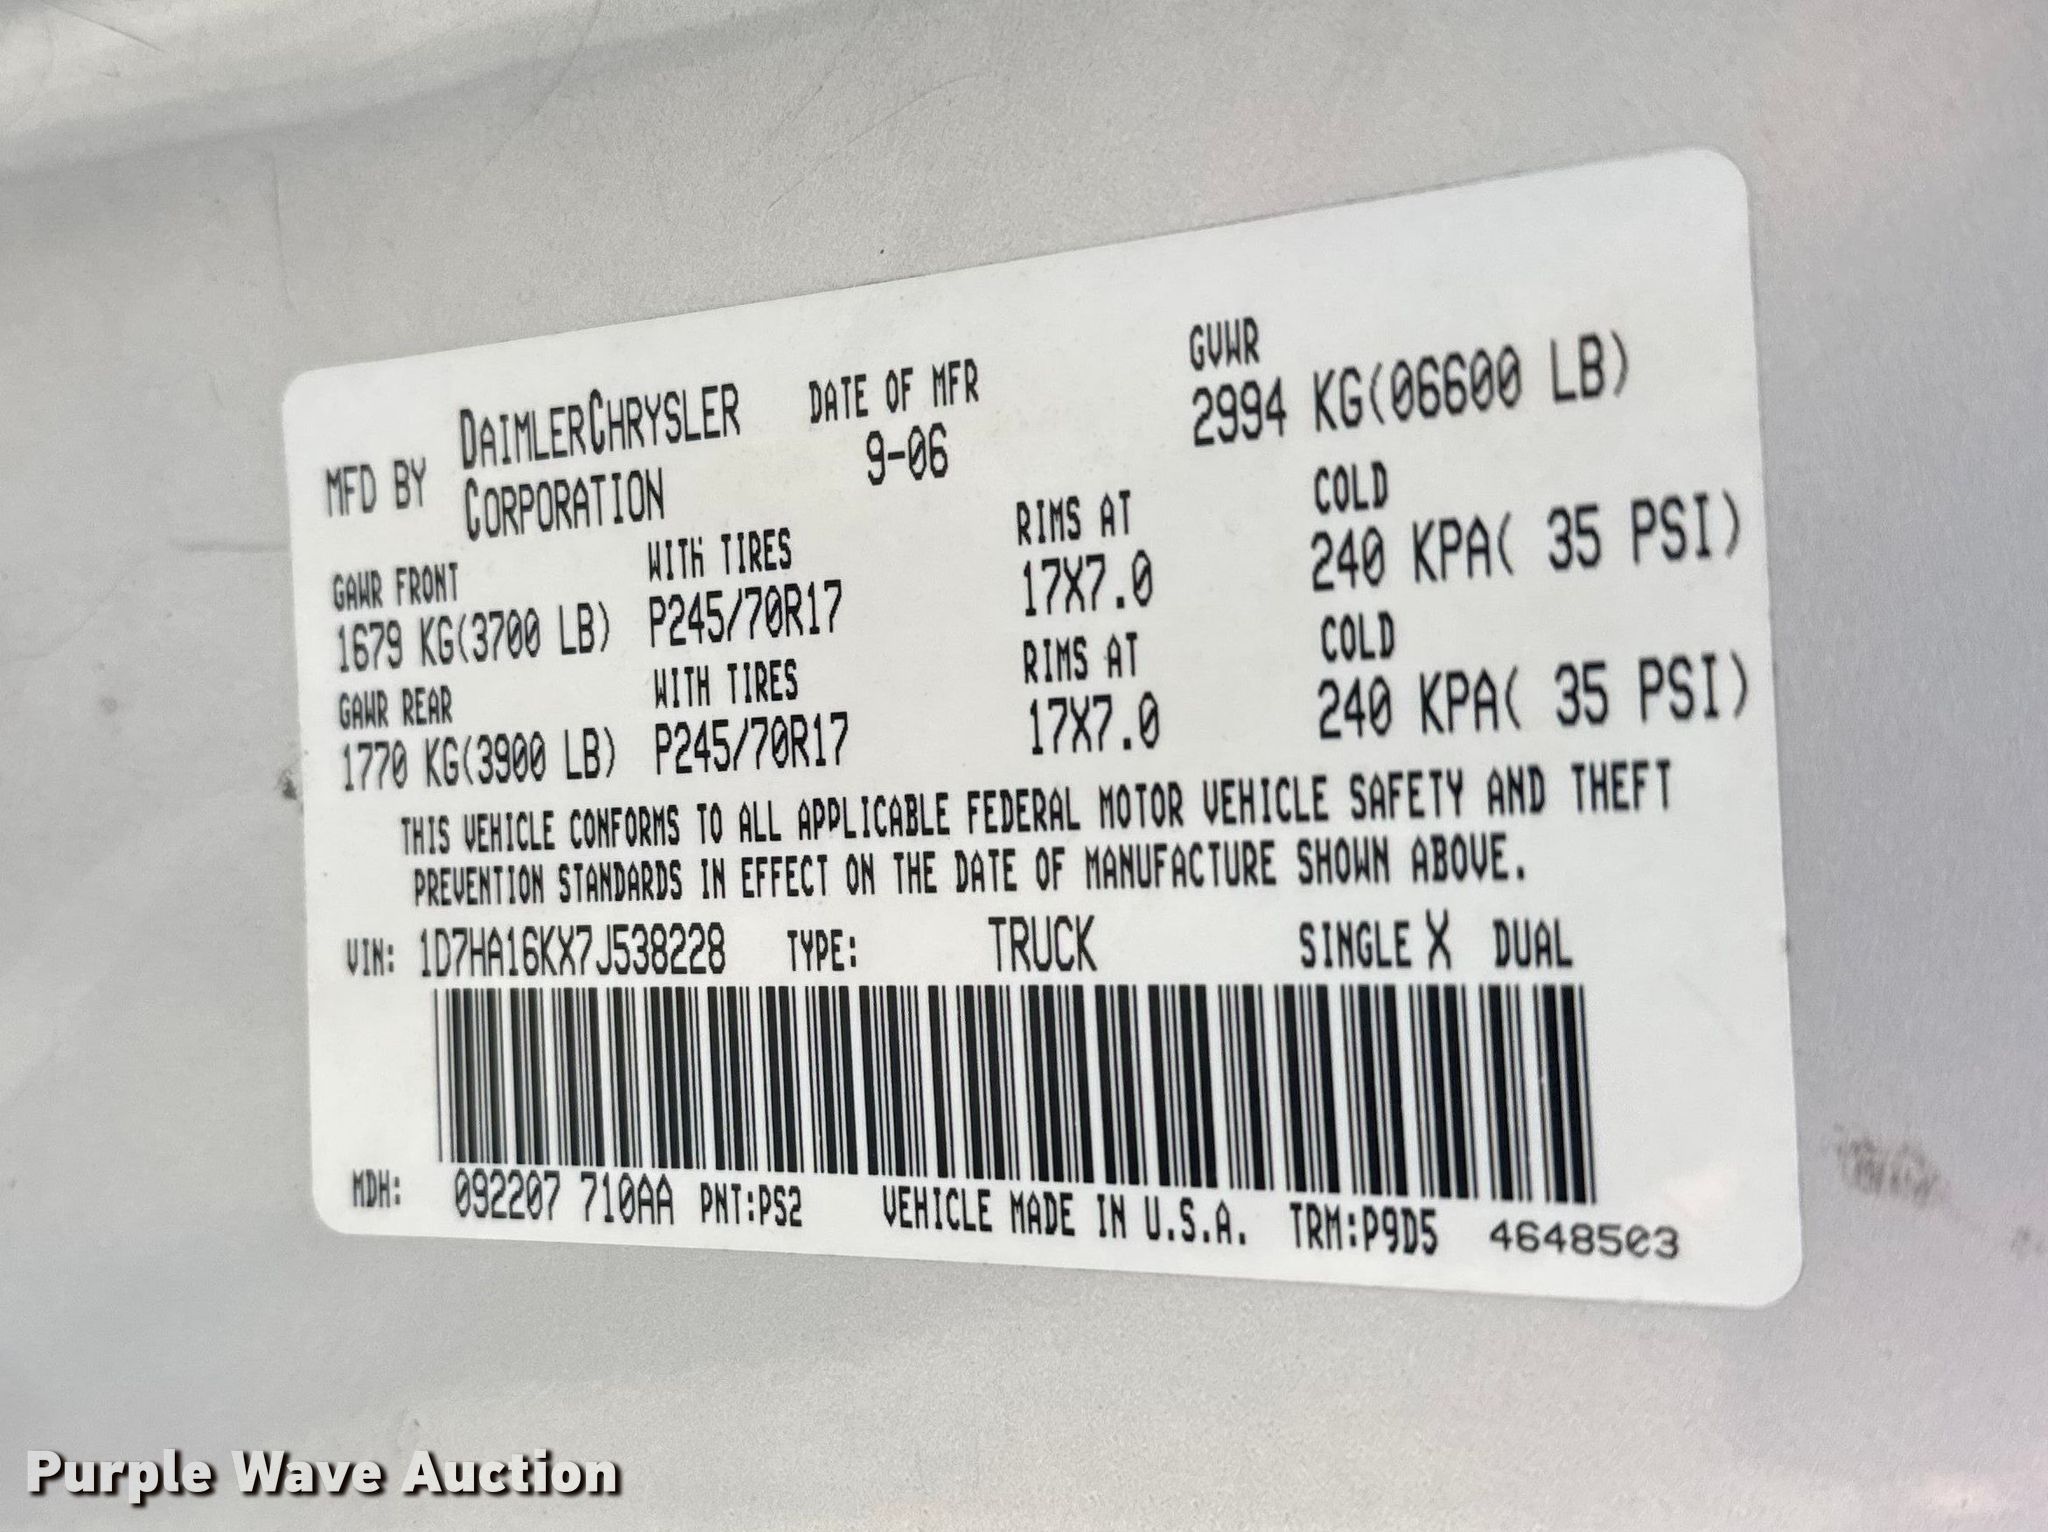 MFD BY DAIMLERCHRYSLER CORPORATION DATE OF MFR 9-06 GVWR 2994 KG(06600 LB)
GAWR FRONT WITH TIRES RIMS AT COLD
1679 KG(3700 LB) P245/70R17 17X7.0 240 KPA( 35 PSI)
GAWR REAR WITH TIRES RIMS AT COLD
1770 KG(3900 LB) P245/70R17 17X7.0 240 KPA( 35 PSI)
THIS VEHICLE CONFORMS TO ALL APPLICABLE FEDERAL MOTOR VEHICLE SAFETY AND THEFT
PREVENTION STANDARDS IN EFFECT ON THE DATE OF MANUFACTURE SHOWN ABOVE.
VIN: 1D7HA16KX7J538228 TYPE: TRUCK SINGLE X DUAL
MDH: 092207 710AA PNT:PS2 VEHICLE MADE IN U.S.A. TRM:P9D5 4648503
Purple Wave Auction